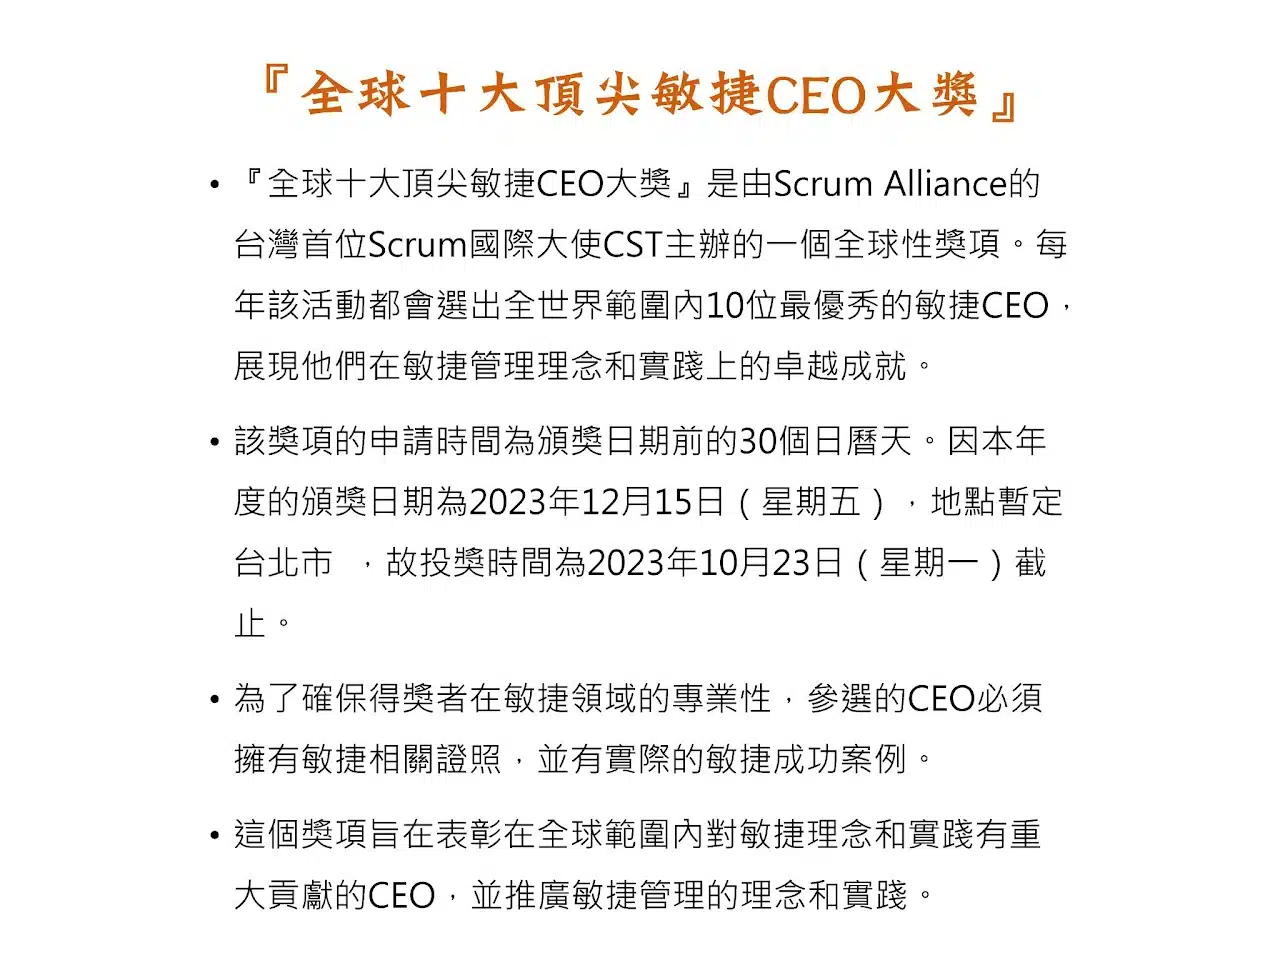 『全球十大頂尖敏捷CEO大獎』
• 『全球十大頂尖敏捷CEO大獎』是由Scrum Alliance的
台灣首位Scrum國際大使CST主辦的一個全球性獎項。每
年該活動都會選出全世界範圍內10位最優秀的敏捷CEO，
展現他們在敏捷管理理念和實踐上的卓越成就。
• 該獎項的申請時間為頒獎日期前的30個日曆天。因本年
度的頒獎日期為2023年12月15日（星期五），地點暫定
台北市 ，故投獎時間為2023年10月23日（星期一）截
止。
• 為了確保得獎者在敏捷領域的專業性，參選的CEO必須
擁有敏捷相關證照，並有實際的敏捷成功案例。
• 這個獎項旨在表彰在全球範圍內對敏捷理念和實踐有重
大貢獻的CEO，並推廣敏捷管理的理念和實踐。